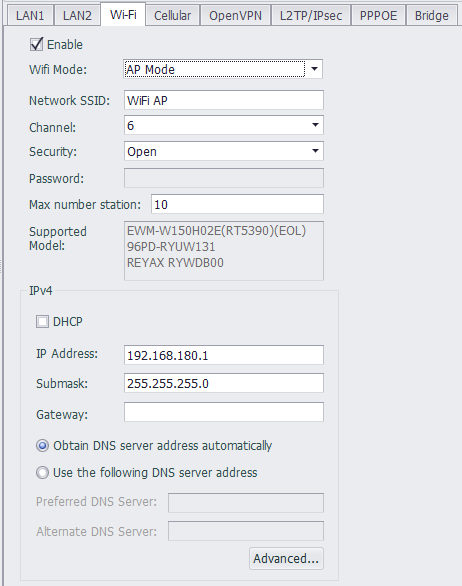 LAN1 LAN2 Wi-Fi Cellular OpenVPN L2TP/IPsec PPPOE Bridge
Enable
Wifi Mode: AP Mode
Network SSID: WiFi AP
Channel: 6
Security: Open
Password:
Max number station: 10
Supported Model:
EWM-W150H02E(RT5390)(EOL)
96PD-RYUW131
REYAX RYWDB00
IPv4
DHCP
IP Address: 192.168.180.1
Submask: 255.255.255.0
Gateway:
Obtain DNS server address automatically
Use the following DNS server address
Preferred DNS Server:
Alternate DNS Server:
Advanced...